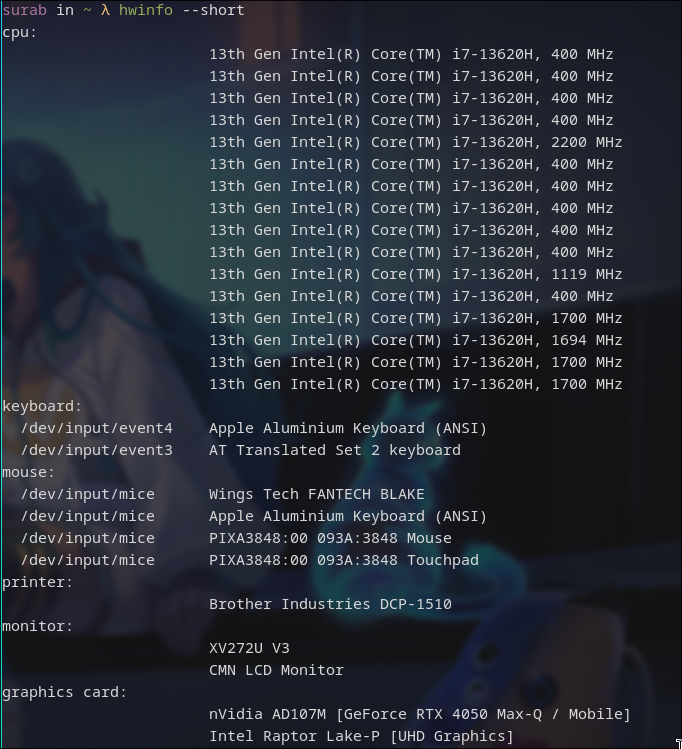 surab in ~ λ hwinfo --short
cpu:
13th Gen Intel(R) Core(TM) i7-13620H, 400 MHz
13th Gen Intel(R) Core(TM) i7-13620H, 400 MHz
13th Gen Intel(R) Core(TM) i7-13620H, 400 MHz
13th Gen Intel(R) Core(TM) i7-13620H, 400 MHz
13th Gen Intel(R) Core(TM) i7-13620H, 2200 MHz
13th Gen Intel(R) Core(TM) i7-13620H, 400 MHz
13th Gen Intel(R) Core(TM) i7-13620H, 400 MHz
13th Gen Intel(R) Core(TM) i7-13620H, 400 MHz
13th Gen Intel(R) Core(TM) i7-13620H, 400 MHz
13th Gen Intel(R) Core(TM) i7-13620H, 400 MHz
13th Gen Intel(R) Core(TM) i7-13620H, 1119 MHz
13th Gen Intel(R) Core(TM) i7-13620H, 400 MHz
13th Gen Intel(R) Core(TM) i7-13620H, 1700 MHz
13th Gen Intel(R) Core(TM) i7-13620H, 1694 MHz
13th Gen Intel(R) Core(TM) i7-13620H, 1700 MHz
13th Gen Intel(R) Core(TM) i7-13620H, 1700 MHz
keyboard:
/dev/input/event4 Apple Aluminium Keyboard (ANSI)
/dev/input/event3 AT Translated Set 2 keyboard
mouse:
/dev/input/mice Wings Tech FANTECH BLAKE
/dev/input/mice Apple Aluminium Keyboard (ANSI)
/dev/input/mice PIXA3848:00 093A:3848 Mouse
/dev/input/mice PIXA3848:00 093A:3848 Touchpad
printer:
Brother Industries DCP-1510
monitor:
XV272U V3
CMN LCD Monitor
graphics card:
nVidia AD107M [GeForce RTX 4050 Max-Q / Mobile]
Intel Raptor Lake-P [UHD Graphics]